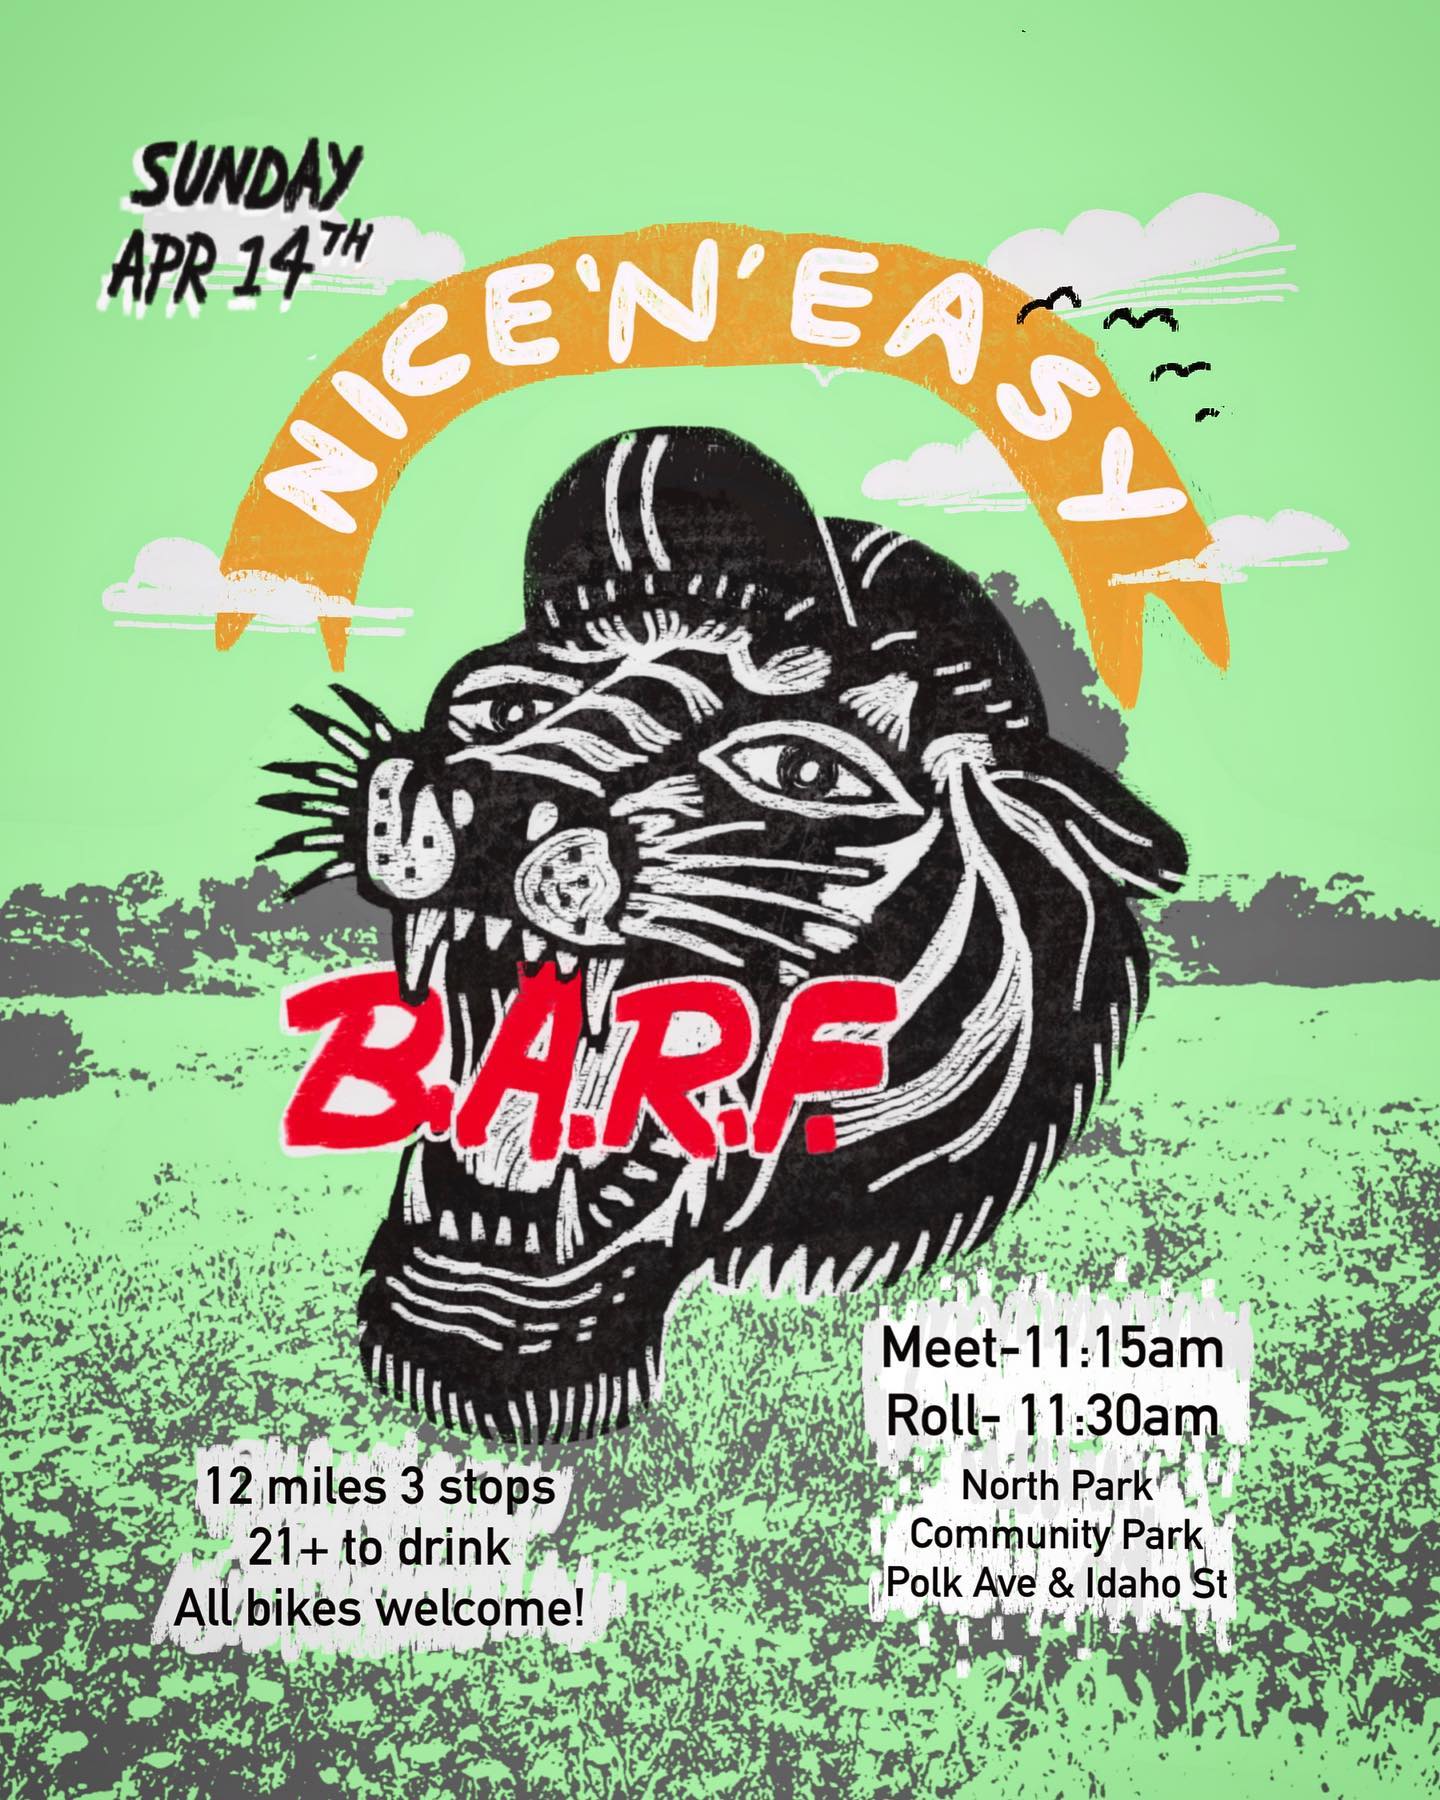 SUNDAY
APR 14TH
NICE 'N' EASY
B.A.R.F.
Meet-11:15am
Roll- 11:30am
North Park
Community Park
Polk Ave & Idaho St
12 miles 3 stops
21+ to drink
All bikes welcome!